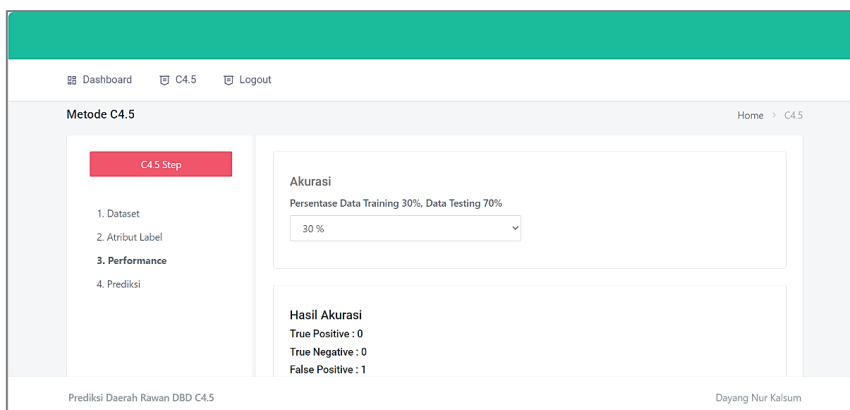 Dashboard C4.5 Logout
Metode C4.5
Home > C4.5
C4.5 Step
1. Dataset
2. Atribut Label
3. Performance
4. Prediksi
Akurasi
Persentase Data Training 30%, Data Testing 70%
30 %
Hasil Akurasi
True Positive : 0
True Negative : 0
False Positive : 1
Prediksi Daerah Rawan DBD C4.5
Dayang Nur Kalsum